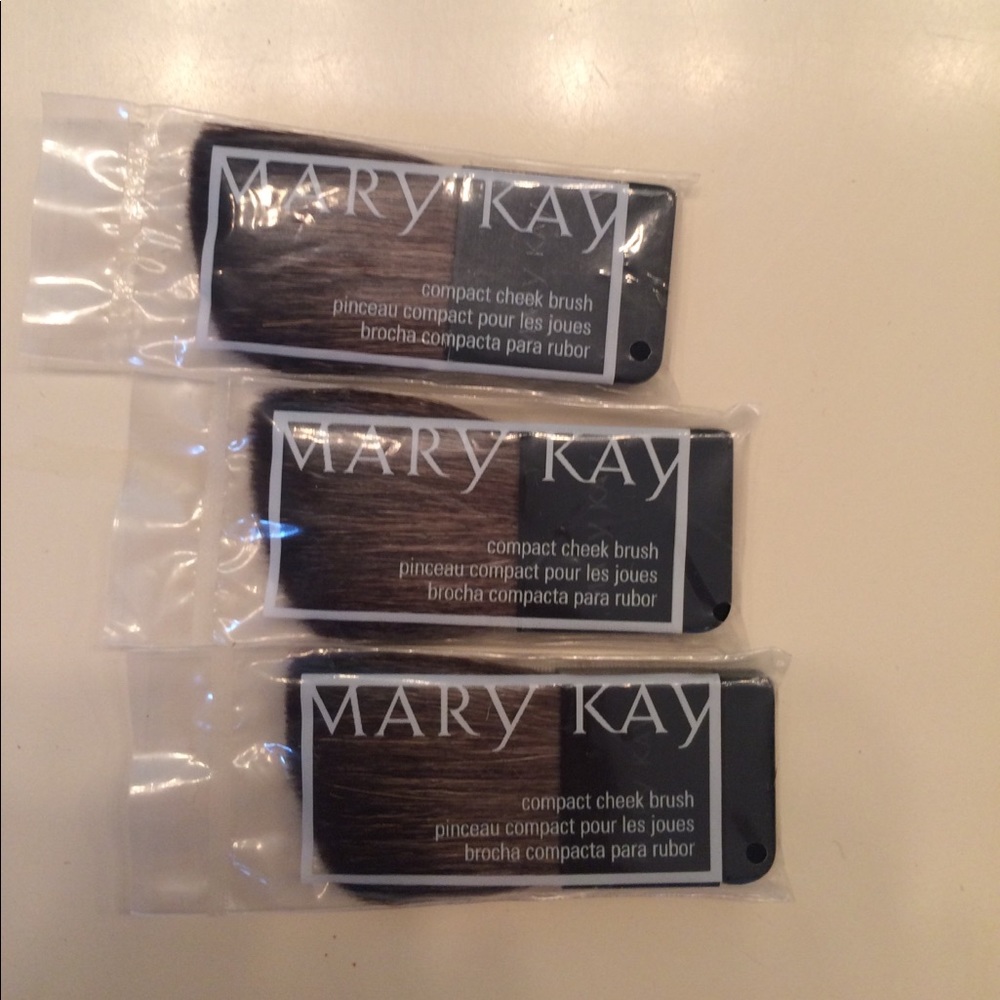 MARY KAY
compact cheek brush
pinceau compact pour les joues
brocha compacta para rubor
MARY KAY
compact cheek brush
pinceau compact pour les joues
brocha compacta para rubor
MARY KAY
compact cheek brush
pinceau compact pour les joues
brocha compacta para rubor